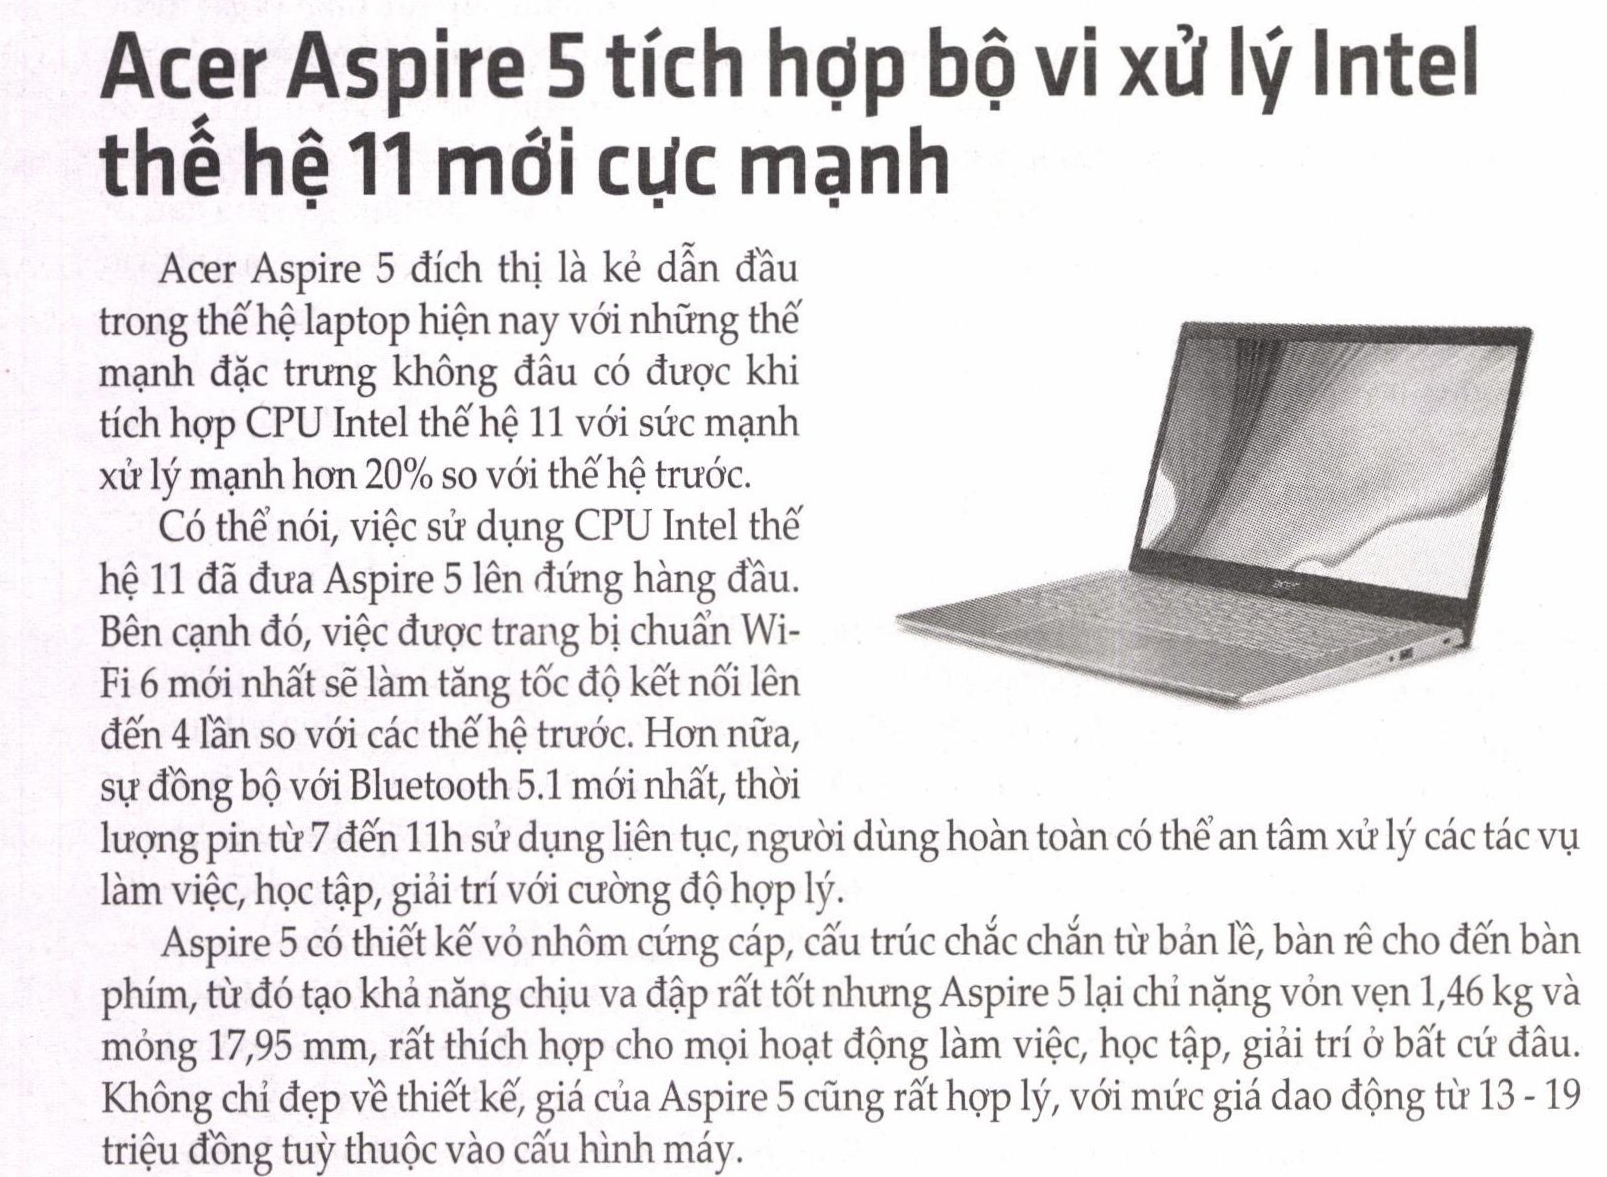 Acer Aspire 5 tích hợp bộ vi xử lý Intel
thế hệ 11 mới cực mạnh
Acer Aspire 5 đích thị là kẻ dẫn đầu
trong thế hệ laptop hiện nay với những thế
mạnh đặc trưng không đâu có được khi
tích hợp CPU Intel thế hệ 11 với sức mạnh
xử lý mạnh hơn 20% so với thế hệ trước.
Có thể nói, việc sử dụng CPU Intel thế
hệ 11 đã đưa Aspire 5 lên đứng hàng đầu.
Bên cạnh đó, việc được trang bị chuẩn Wi-
Fi 6 mới nhất sẽ làm tăng tốc độ kết nối lên
đến 4 lần so với các thế hệ trước. Hơn nữa,
sự đồng bộ với Bluetooth 5.1 mới nhất, thời
lượng pin từ 7 đến 11h sử dụng liên tục, người dùng hoàn toàn có thể an tâm xử lý các tác vụ
làm việc, học tập, giải trí với cường độ hợp lý.
Aspire 5 có thiết kế vỏ nhôm cứng cáp, cấu trúc chắc chắn từ bản lề, bàn rê cho đến bàn
phím, từ đó tạo khả năng chịu va đập rất tốt nhưng Aspire 5 lại chỉ nặng vỏn vẹn 1,46 kg và
mỏng 17,95 mm, rất thích hợp cho mọi hoạt động làm việc, học tập, giải trí ở bất cứ đâu.
Không chỉ đẹp về thiết kế, giá của Aspire 5 cũng rất hợp lý, với mức giá dao động từ 13 - 19
triệu đồng tuỳ thuộc vào cấu hình máy.
acer